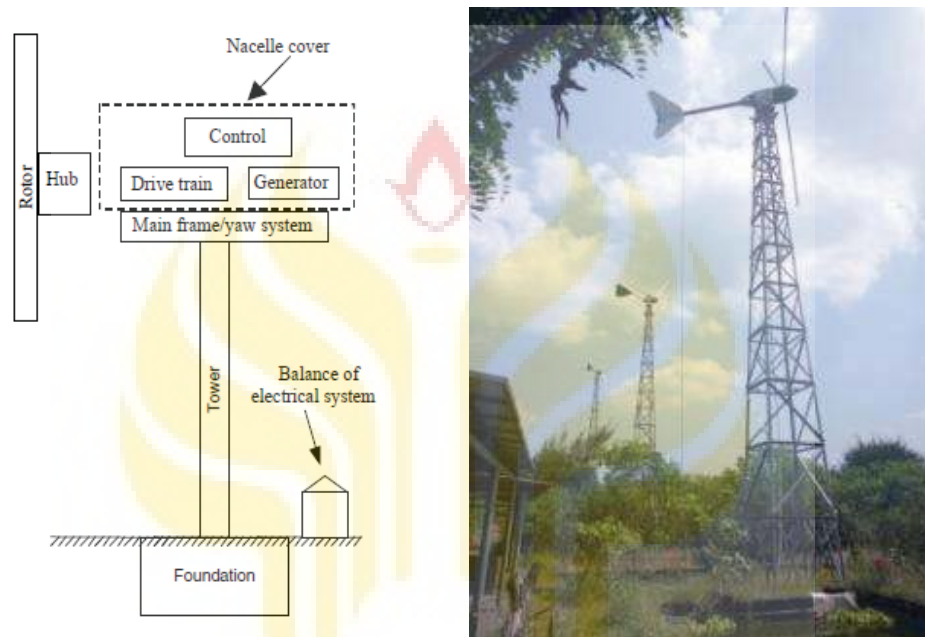 Nacelle cover
Control
Rotor
Hub
Drive train
Generator
Main frame/yaw system
Tower
Balance of
electrical system
Foundation